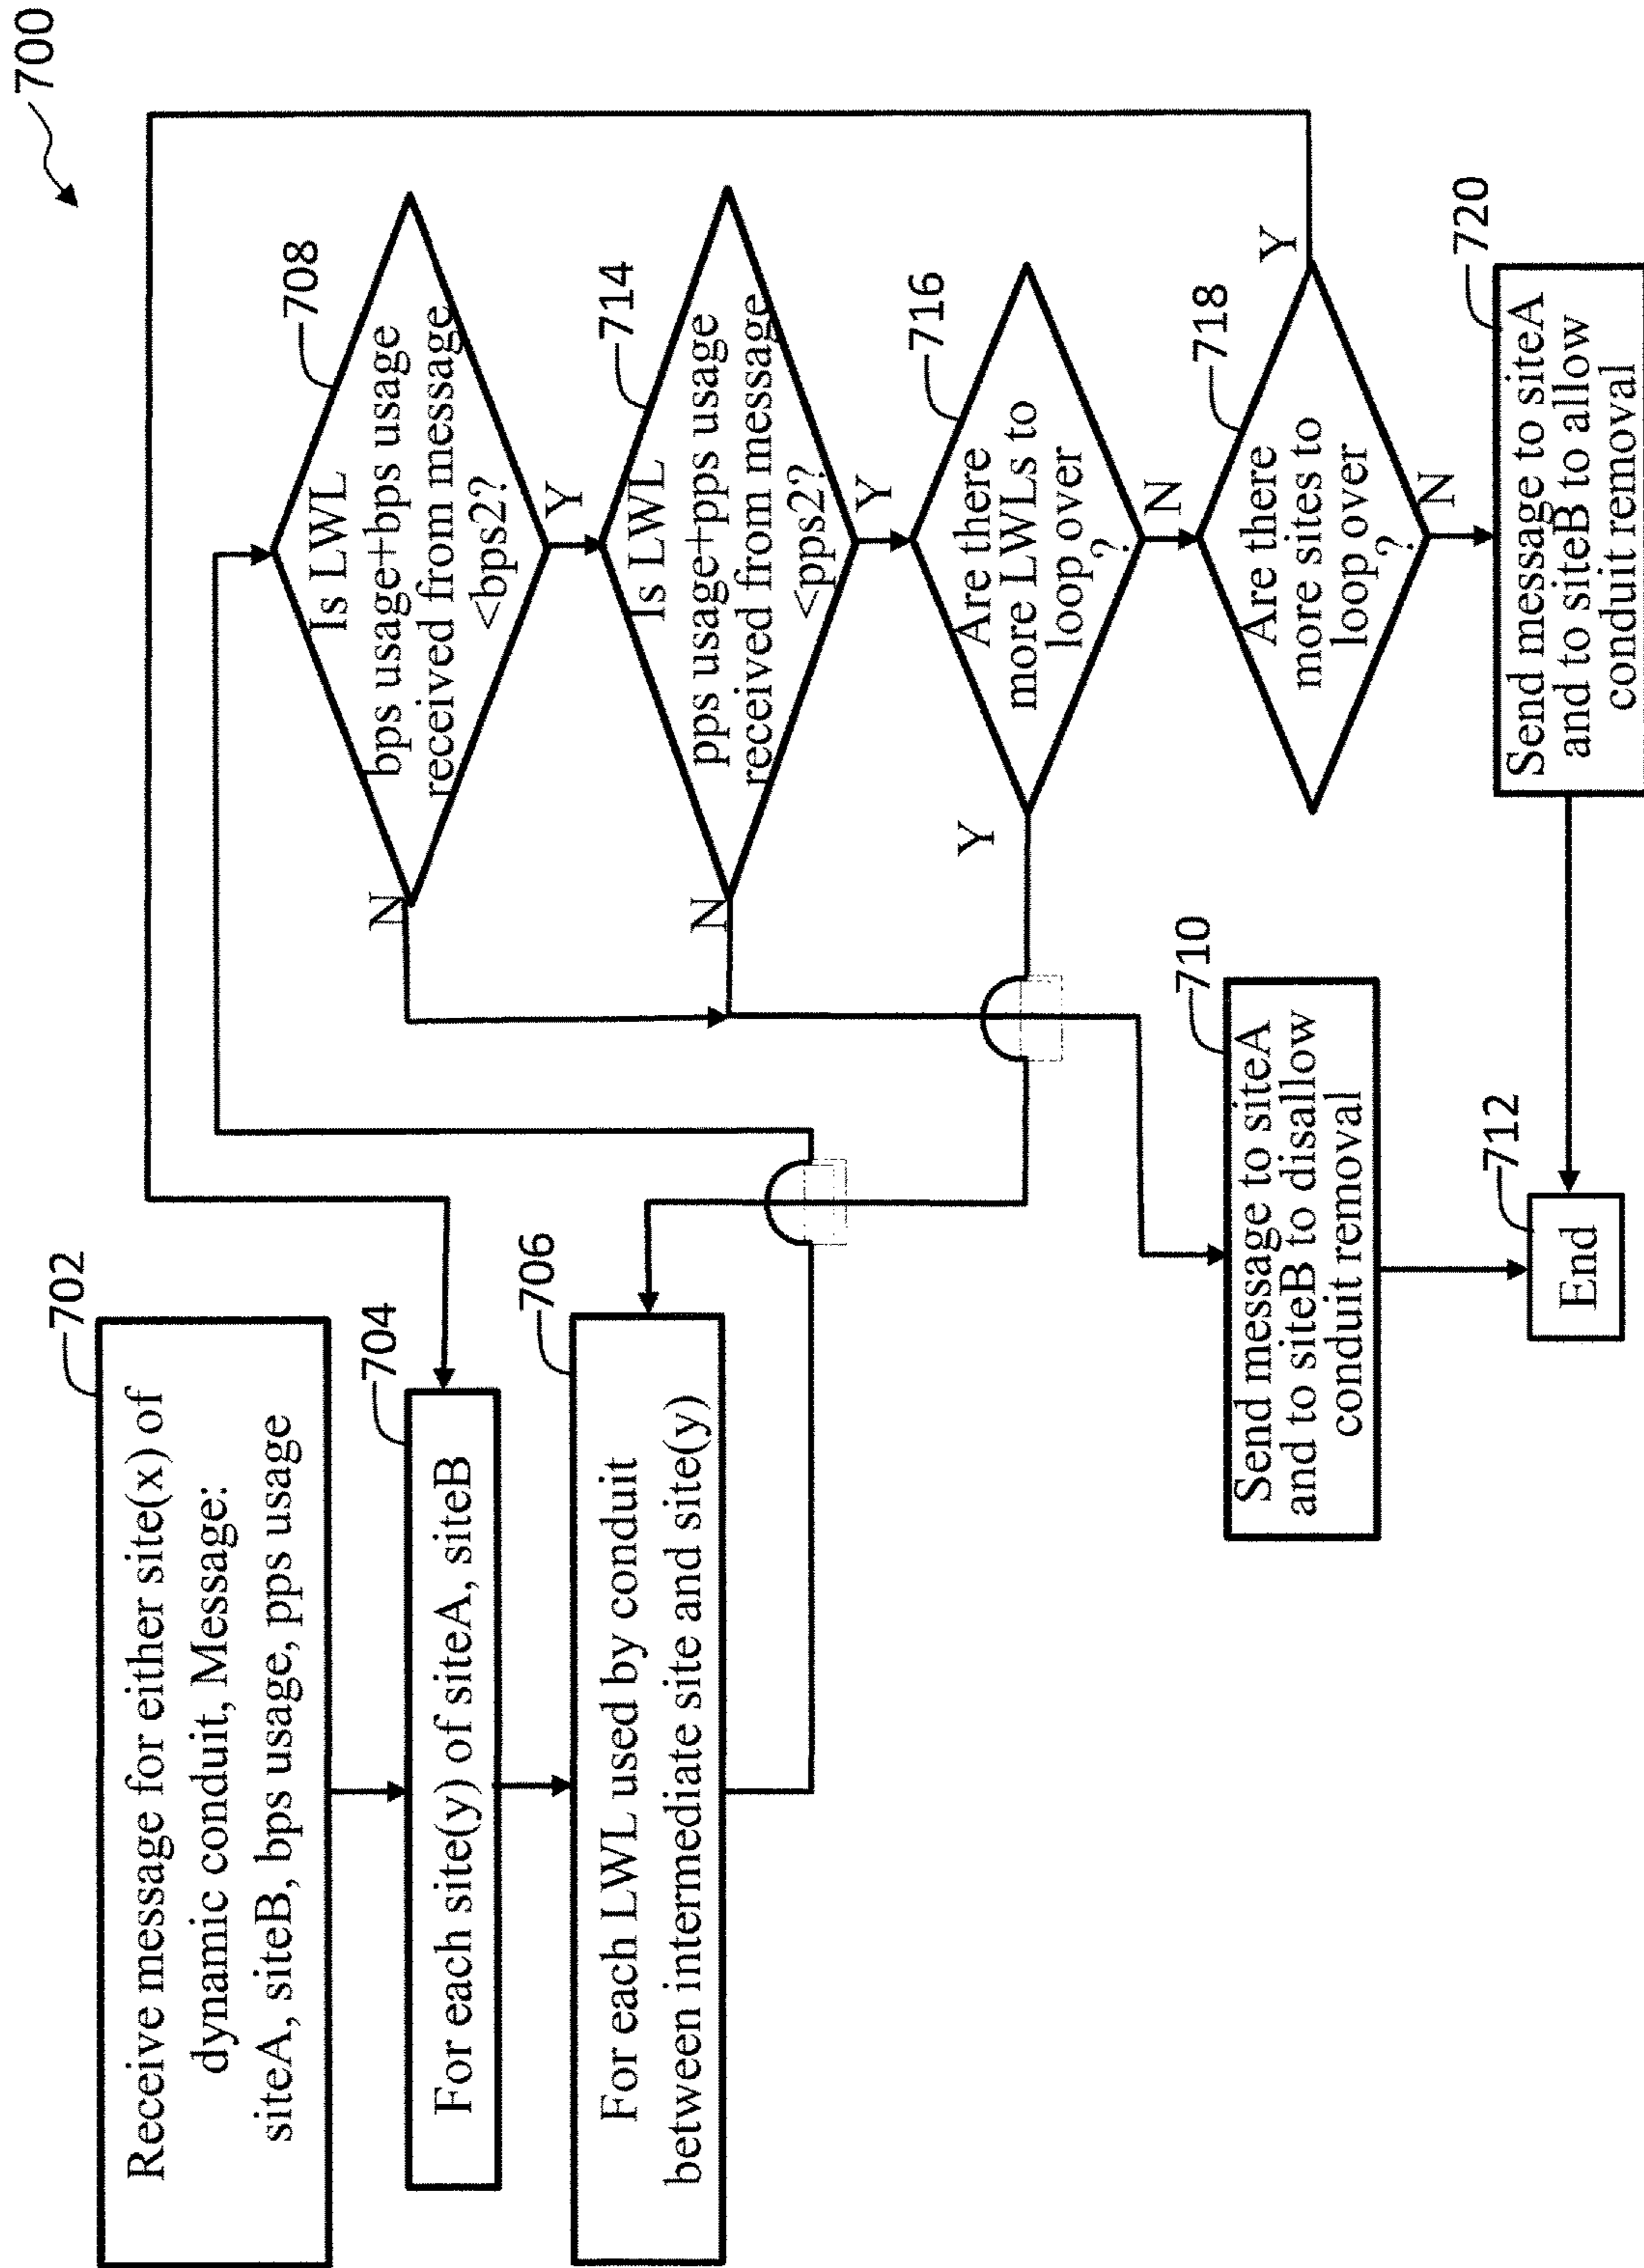 700
702
Receive message for either site(x) of
dynamic conduit, Message:
siteA, siteB, bps usage, pps usage
704
For each site(y) of siteA, siteB
706
For each LWL used by conduit
between intermediate site and site(y)
708
Is LWL
bps usage+bps usage
received from message
<bps2?
N
Y
714
Is LWL
pps usage+pps usage
received from message
<pps2?
N
Y
716
Are there
more LWLs to
loop over
?
Y
N
718
Are there
more sites to
loop over
?
Y
N
710
Send message to siteA
and to siteB to disallow
conduit removal
720
Send message to siteA
and to siteB to allow
conduit removal
712
End